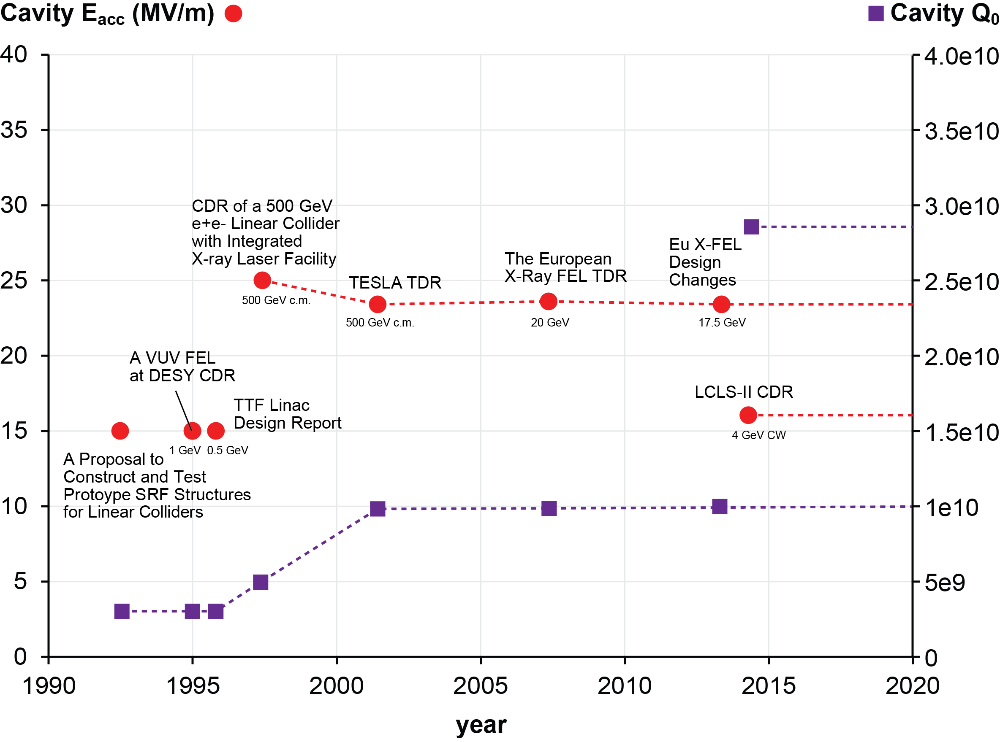 Cavity Eacc (MV/m)
Cavity Q0
40
35
30
25
20
15
10
5
0
4.0e10
3.5e10
3.0e10
2.5e10
2.0e10
1.5e10
1e10
5e9
0
CDR of a 500 GeV
e+e- Linear Collider
with Integrated
X-ray Laser Facility
500 GeV c.m.
TESLA TDR
500 GeV c.m.
The European
X-Ray FEL TDR
20 GeV
Eu X-FEL
Design
Changes
17.5 GeV
A VUV FEL
at DESY CDR
1 GeV
TTF Linac
Design Report
0.5 GeV
LCLS-II CDR
4 GeV CW
A Proposal to
Construct and Test
Protoype SRF Structures
for Linear Colliders
1990
1995
2000
2005
2010
2015
2020
year